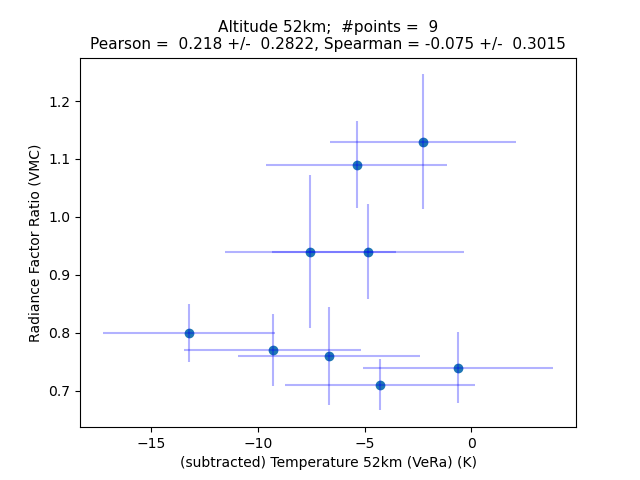 Altitude 52km;  #points =  9
Pearson =  0.218 +/-  0.2822, Spearman = -0.075 +/-  0.3015
1.2
1.1
1.0
0.9
0.8
0.7
Radiance Factor Ratio (VMC)
−15
−10
−5
0
(subtracted) Temperature 52km (VeRa) (K)